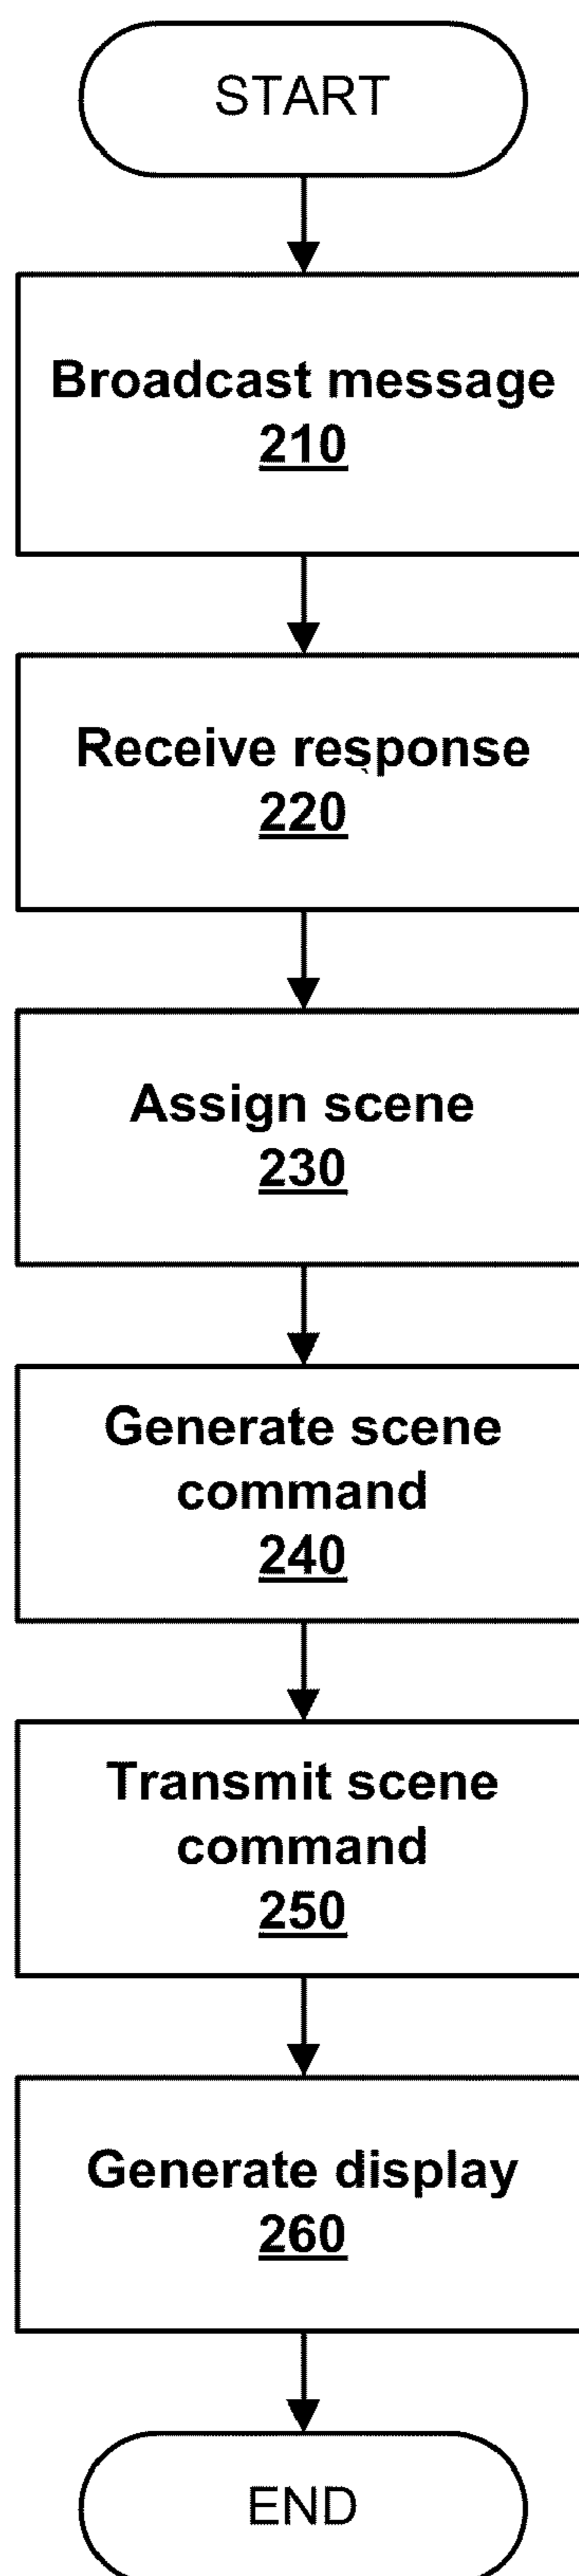 START
Broadcast message
210
Receive response
220
Assign scene
230
Generate scene
command
240
Transmit scene
command
250
Generate display
260
END